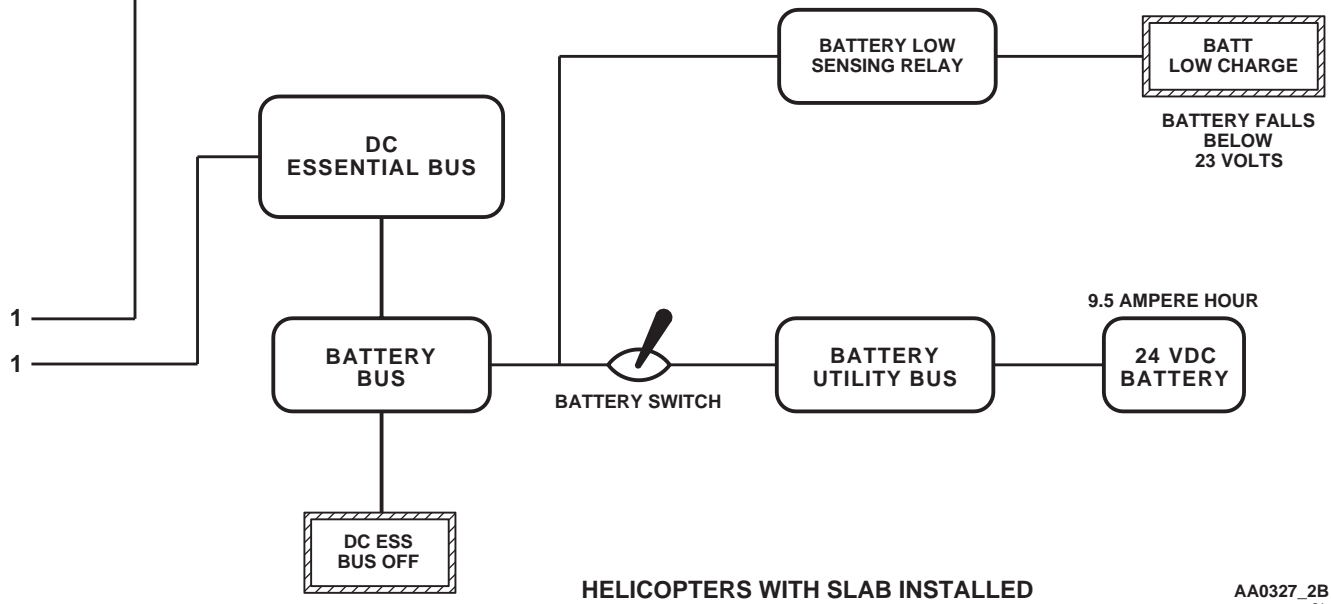 BATTERY LOW
SENSING RELAY
BATT
LOW CHARGE
BATTERY FALLS
BELOW
23 VOLTS
DC
ESSENTIAL BUS
1
1
BATTERY
BUS
BATTERY SWITCH
BATTERY
UTILITY BUS
9.5 AMPERE HOUR
24 VDC
BATTERY
DC ESS
BUS OFF
HELICOPTERS WITH SLAB INSTALLED
AA0327_2B